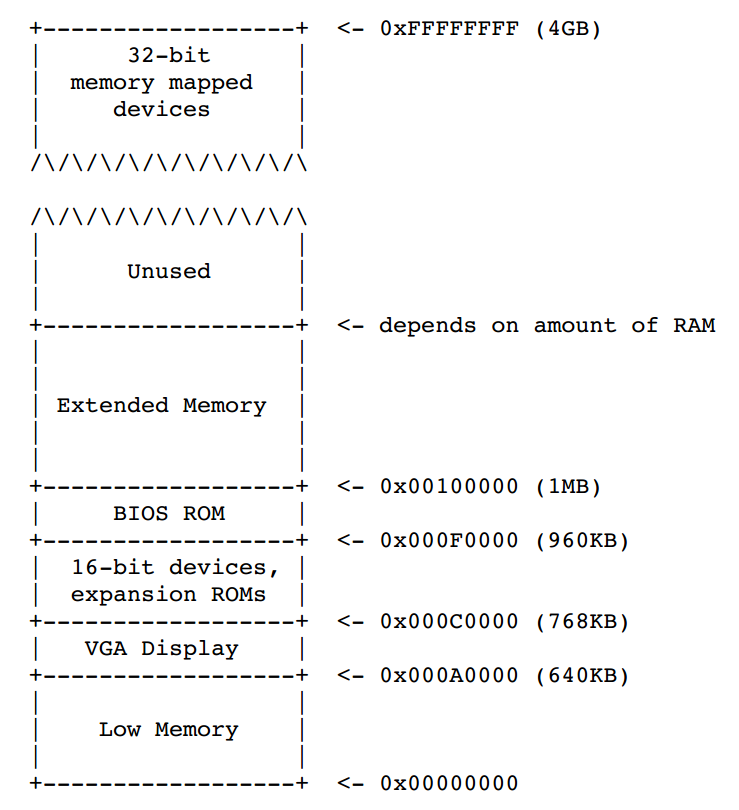 +------------------+  <- 0xFFFFFFFF (4GB)
|      32-bit      |
|  memory mapped   |
|     devices      |
|                  |
/\/\/\/\/\/\/\/\/\/\

/\/\/\/\/\/\/\/\/\/\
|                  |
|      Unused      |
|                  |
+------------------+  <- depends on amount of RAM
|                  |
|                  |
| Extended Memory  |
|                  |
|                  |
+------------------+  <- 0x00100000 (1MB)
|     BIOS ROM     |
+------------------+  <- 0x000F0000 (960KB)
|  16-bit devices, |
|  expansion ROMs  |
+------------------+  <- 0x000C0000 (768KB)
|   VGA Display    |
+------------------+  <- 0x000A0000 (640KB)
|                  |
|    Low Memory    |
|                  |
+------------------+  <- 0x00000000